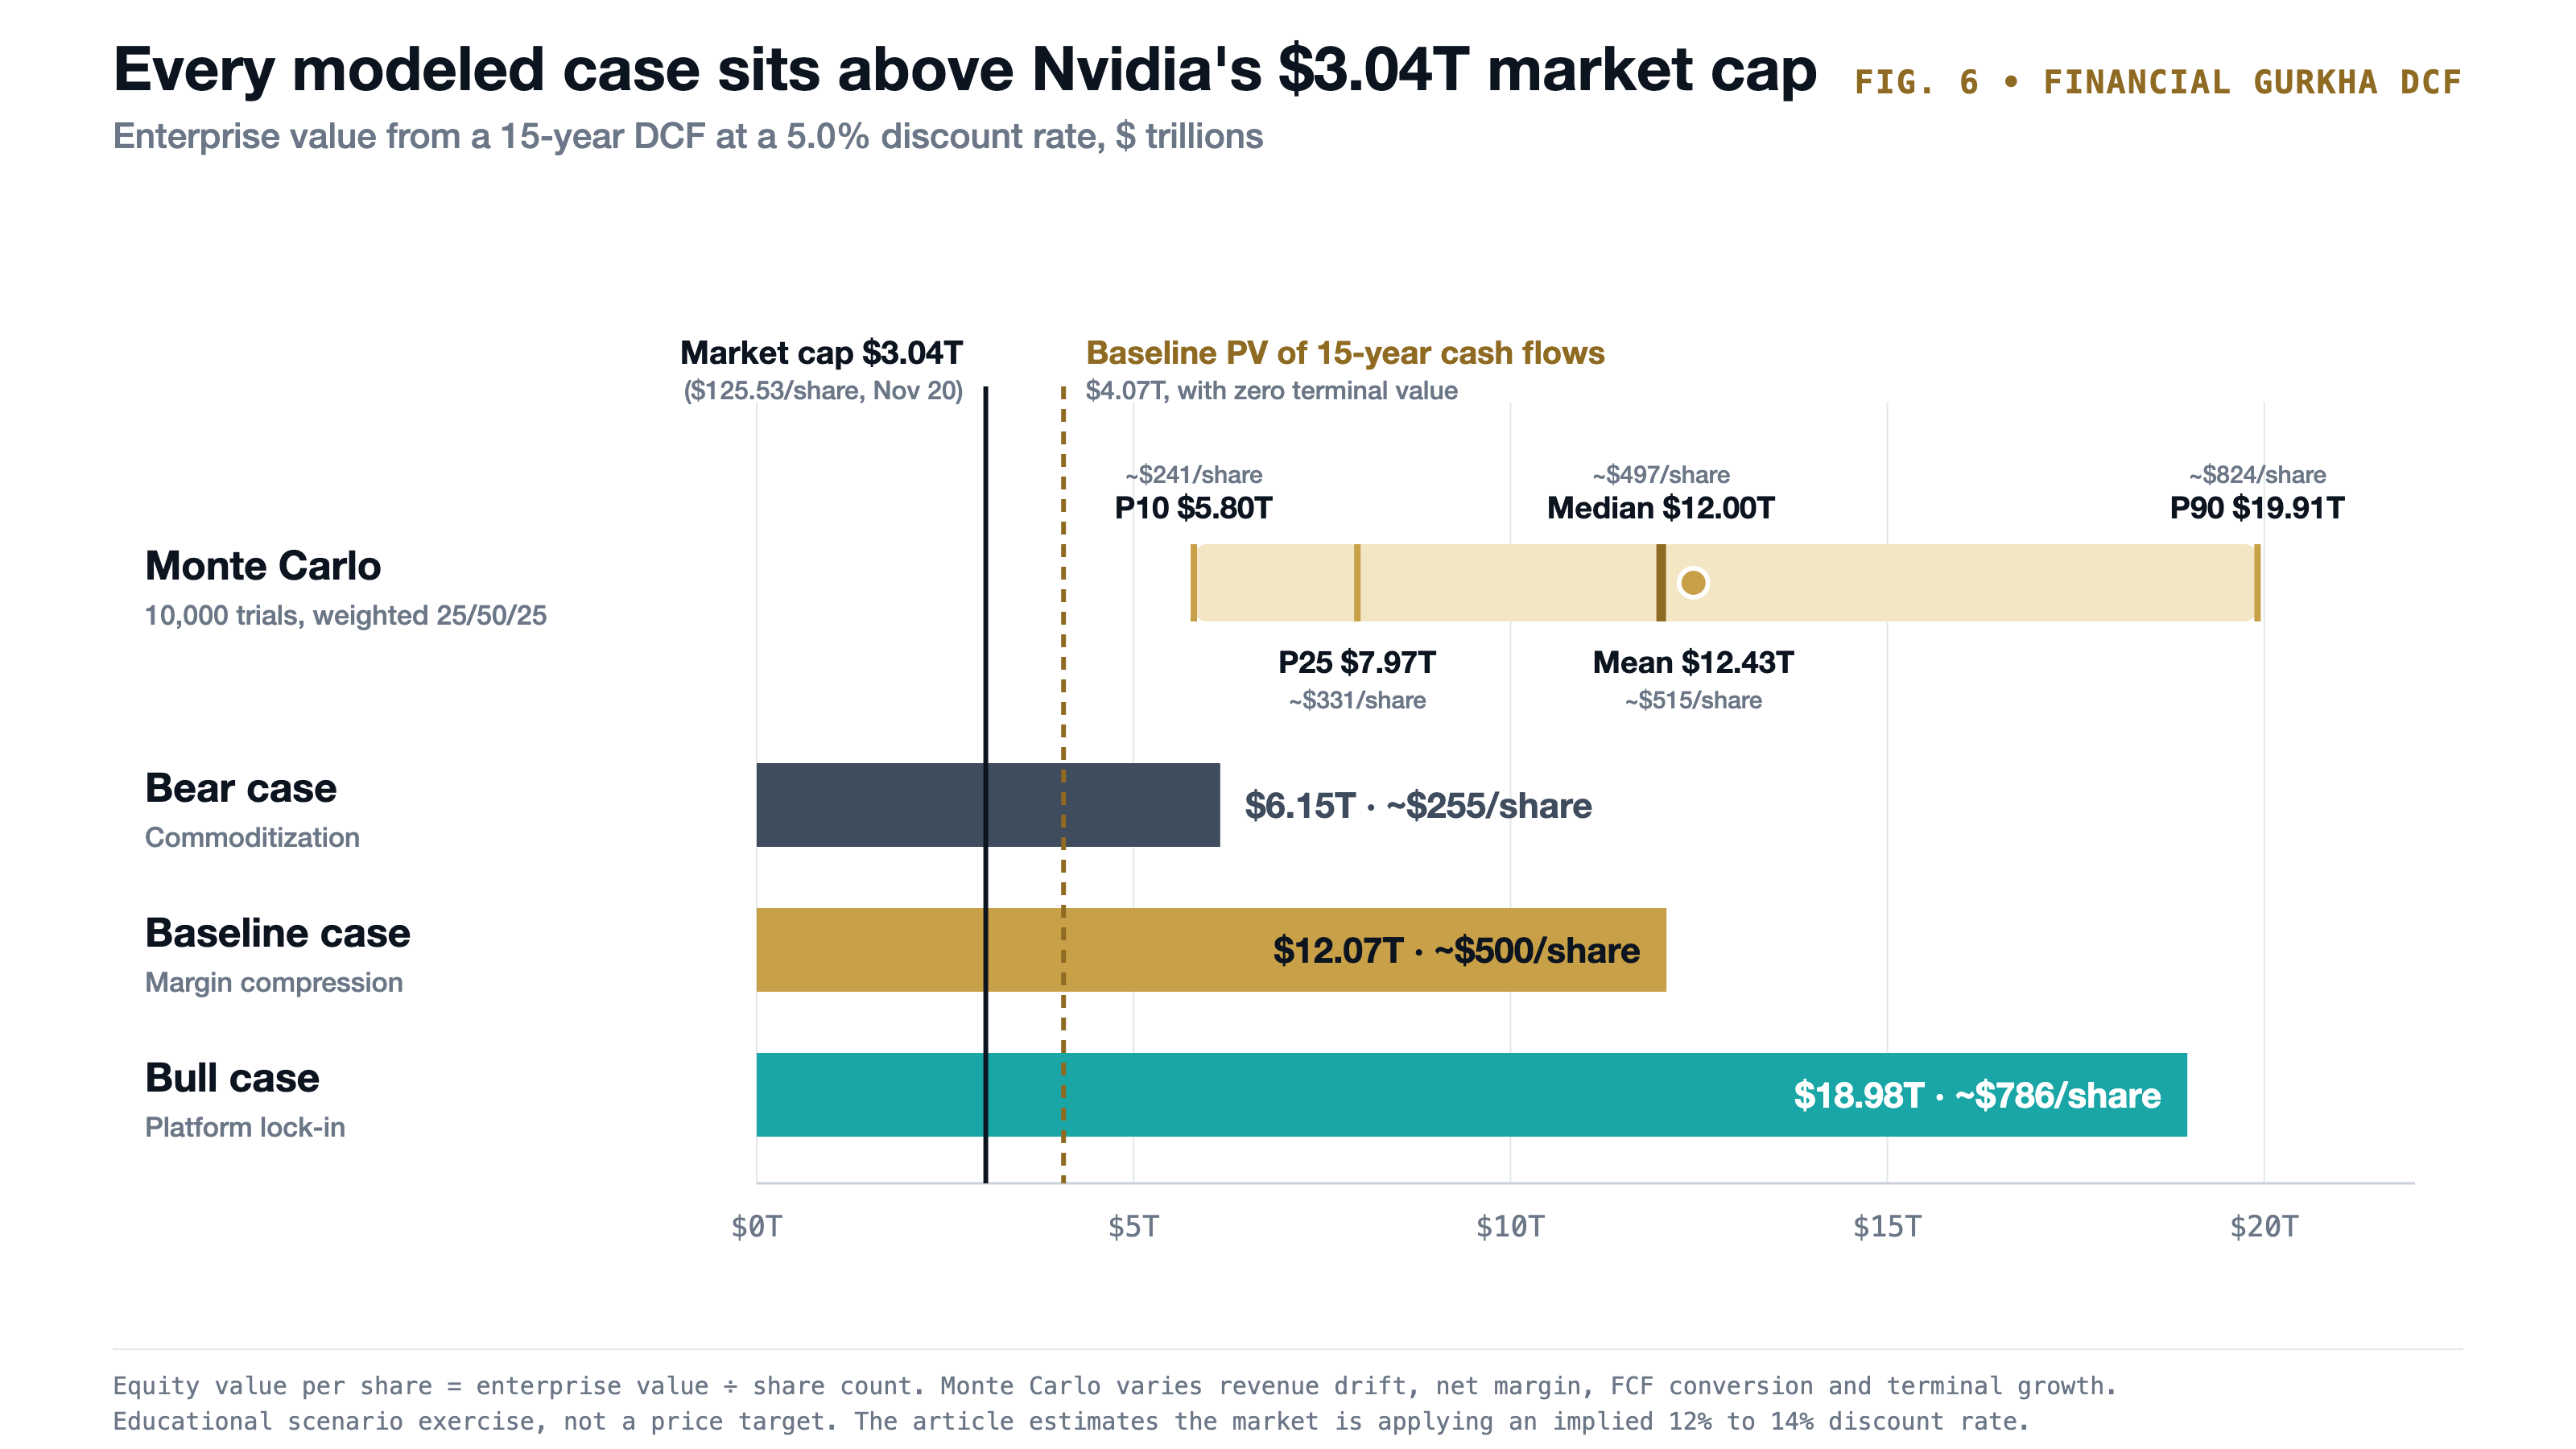 Every modeled case sits above Nvidia's $3.04T market cap
FIG. 6 • FINANCIAL GURKHA DCF
Enterprise value from a 15-year DCF at a 5.0% discount rate, $ trillions
Market cap $3.04T
($125.53/share, Nov 20)
Baseline PV of 15-year cash flows
$4.07T, with zero terminal value
~$241/share
P10 $5.80T
~$497/share
Median $12.00T
~$824/share
P90 $19.91T
Monte Carlo
10,000 trials, weighted 25/50/25
P25 $7.97T
~$331/share
Mean $12.43T
~$515/share
Bear case
Commoditization
$6.15T · ~$255/share
Baseline case
Margin compression
$12.07T · ~$500/share
Bull case
Platform lock-in
$18.98T · ~$786/share
$0T
$5T
$10T
$15T
$20T
Equity value per share = enterprise value ÷ share count. Monte Carlo varies revenue drift, net margin, FCF conversion and terminal growth.
Educational scenario exercise, not a price target. The article estimates the market is applying an implied 12% to 14% discount rate.